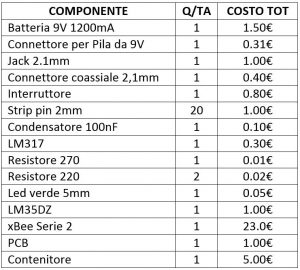 COMPONENTE Q/TA COSTO TOT
Batteria 9V 1200mA 1 1.50€
Connettore per Pila da 9V 1 0.31€
Jack 2.1mm 1 1.00€
Connettore coassiale 2,1mm 1 0.40€
Interruttore 1 0.80€
Strip pin 2mm 20 1.00€
Condensatore 100nF 1 0.10€
LM317 1 0.30€
Resistore 270 1 0.01€
Resistore 220 2 0.02€
Led verde 5mm 1 0.05€
LM35DZ 1 1.00€
xBee Serie 2 1 23.0€
PCB 1 1.00€
Contenitore 1 5.00€